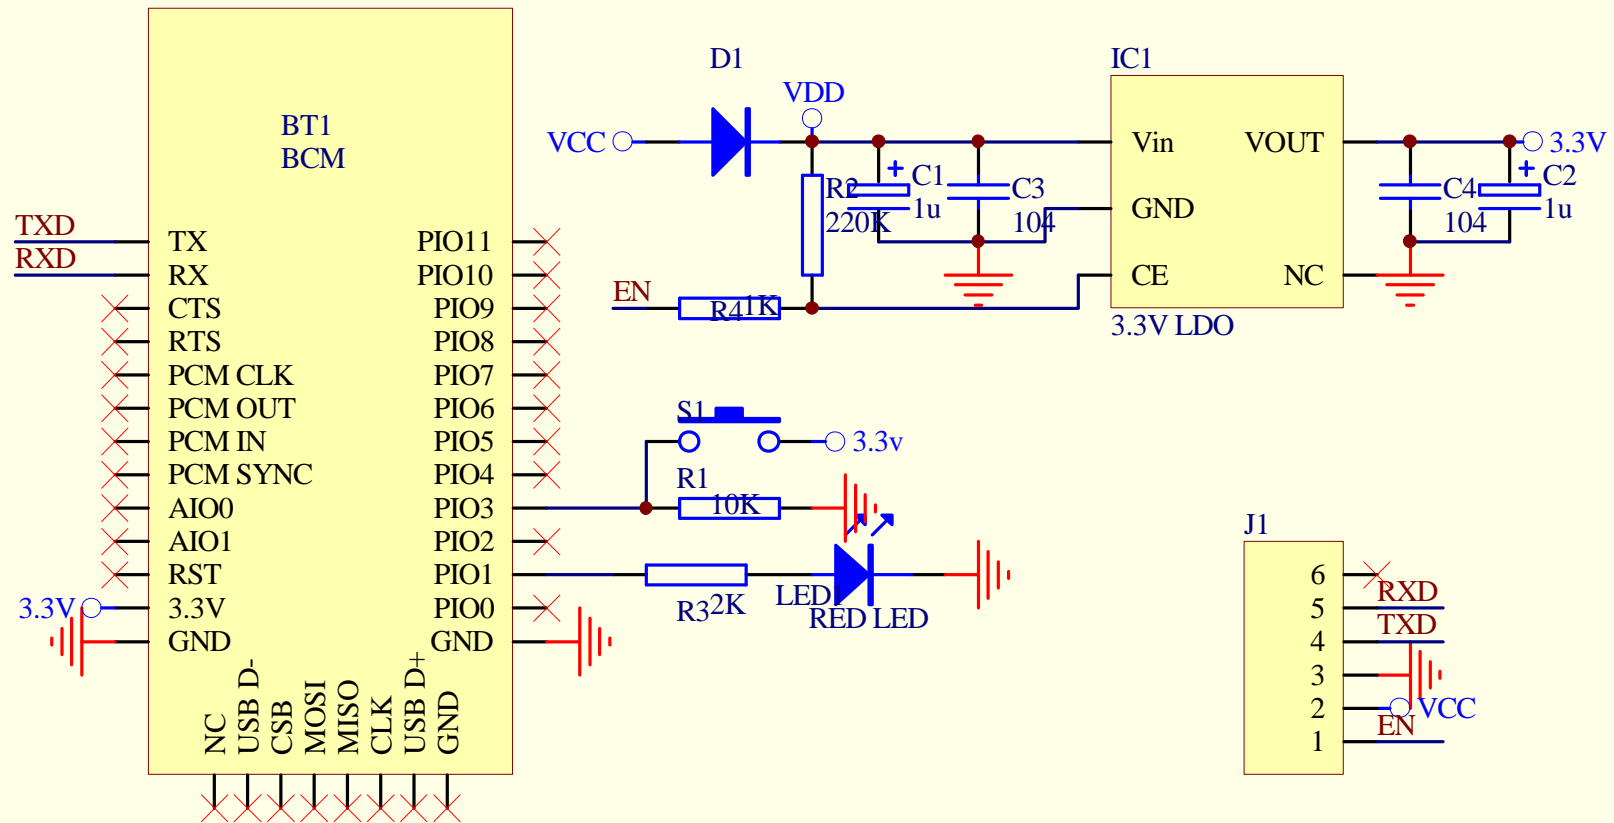 BT1
BCM
TXD
RXD
TX
RX
CTS
RTS
PCM CLK
PCM OUT
PCM IN
PCM SYNC
AIO0
AIO1
RST
3.3V
3.3V
GND
PIO11
PIO10
PIO9
PIO8
PIO7
PIO6
PIO5
PIO4
PIO3
PIO2
PIO1
PIO0
GND
NC
USB D-
CSB
MOSI
MISO
CLK
USB D+
GND
D1
VCC
VDD
R2
220K
C1
1u
C3
104
EN
R4
1K
IC1
Vin
GND
CE
VOUT
NC
3.3V LDO
3.3V
C4
104
C2
1u
S1
3.3v
R1
10K
R3
2K
LED
RED LED
J1
6
5
4
3
2
1
RXD
TXD
VCC
EN